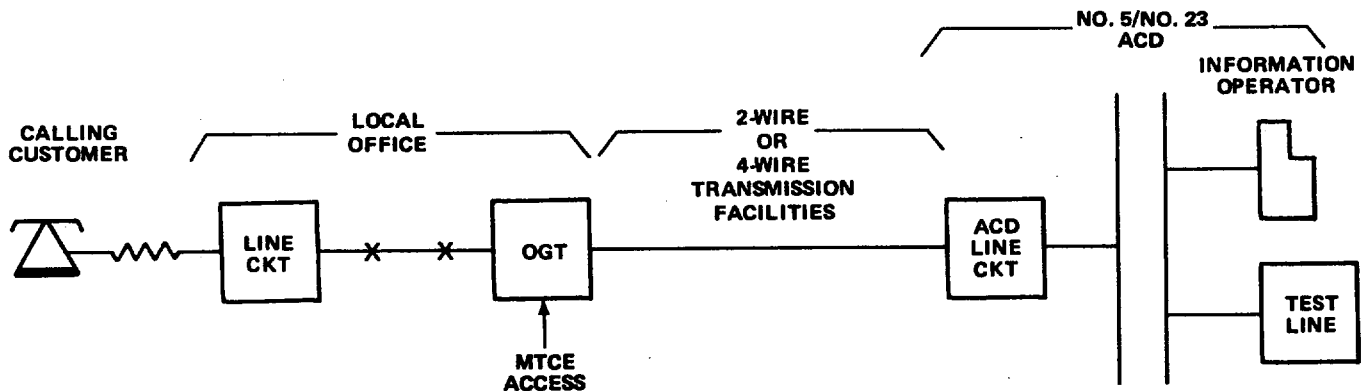 CALLING
CUSTOMER
LOCAL
OFFICE
2-WIRE
OR
4-WIRE
TRANSMISSION
FACILITIES
NO. 5/NO. 23
ACD
INFORMATION
OPERATOR
LINE
CKT
OGT
ACD
LINE
CKT
TEST
LINE
MTCE
ACCESS